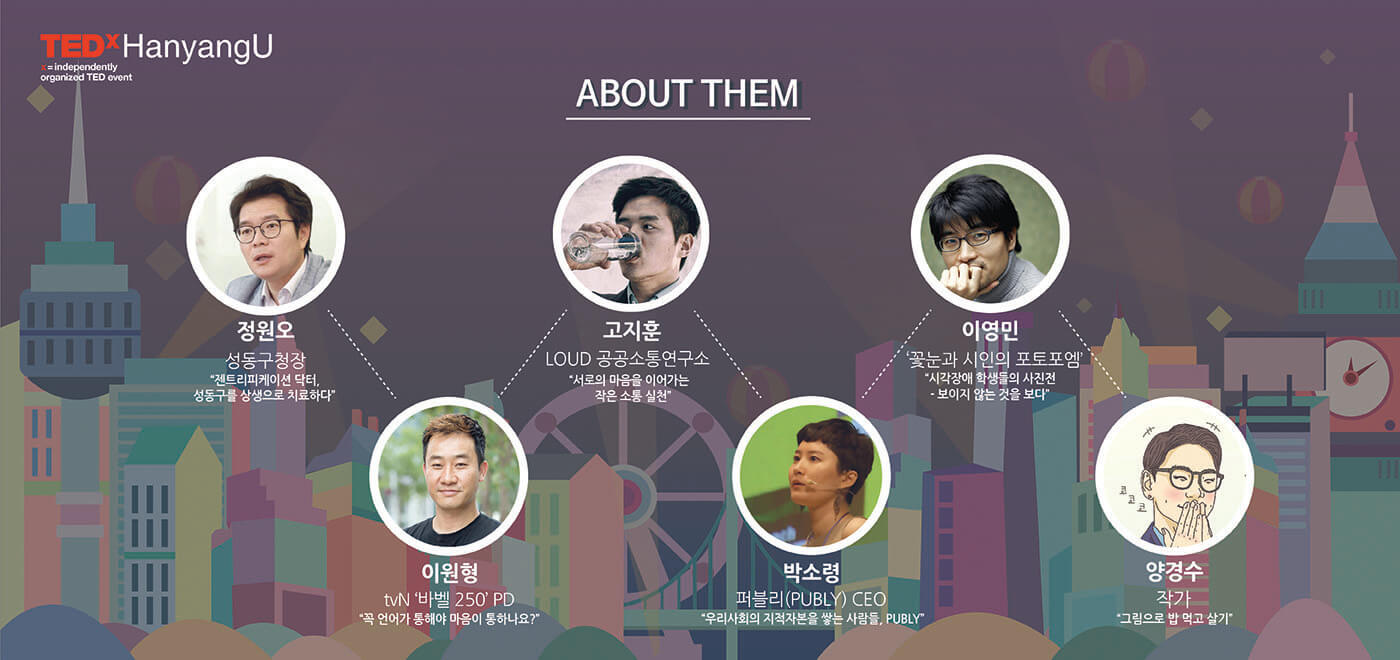 TEDxHanyangU
x = independently
organized TED event
ABOUT THEM
정원오
성동구청장
“젠트리피케이션 닥터,
성동구를 상생으로 치료하다”
고지훈
LOUD 공공소통연구소
“서로의 마음을 이어가는
작은 소통 실천”
이영민
‘꽃눈과 시인의 포토포엠’
“시각장애 학생들의 사진전
- 보이지 않는 것을 보다”
이원형
tvN ‘바벨 250’ PD
“꼭 언어가 통해야 마음이 통하나요?”
박소령
퍼블리(PUBLY) CEO
“우리사회의 지적자본을 쌓는 사람들, PUBLY”
양경수
작가
“그림으로 밥 먹고 살기”